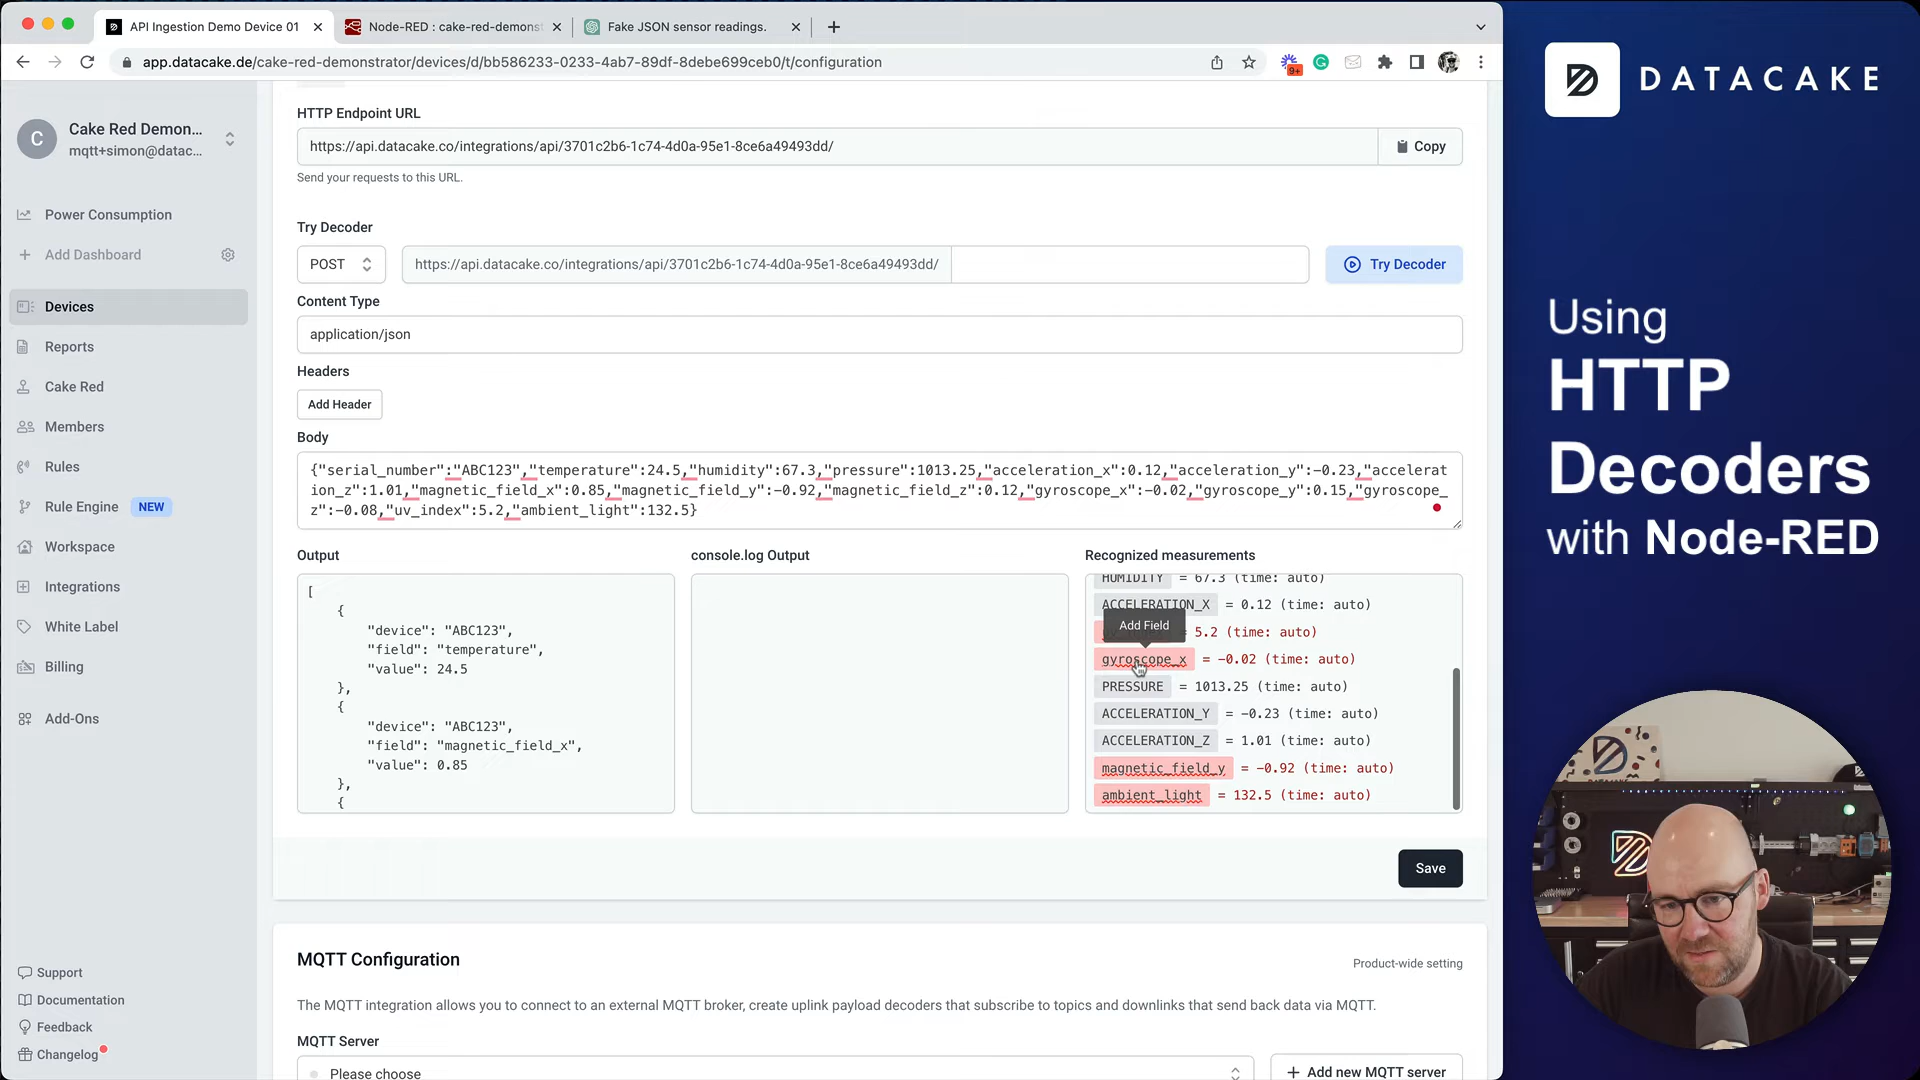 API Ingestion Demo Device 01
Node-RED : cake-red-demonst
Fake JSON sensor readings.
app.datacake.de/cake-red-demonstrator/devices/d/bb586233-0233-4ab7-89df-8debe699ceb0/t/configuration
9+
C
Cake Red Demon...
mqtt+simon@datac...
Power Consumption
Add Dashboard
Devices
Reports
Cake Red
Members
Rules
Rule Engine NEW
Workspace
Integrations
White Label
Billing
Add-Ons
Support
Documentation
Feedback
Changelog
HTTP Endpoint URL
https://api.datacake.co/integrations/api/3701c2b6-1c74-4d0a-95e1-8ce6a49493dd/
Copy
Send your requests to this URL.
Try Decoder
POST
https://api.datacake.co/integrations/api/3701c2b6-1c74-4d0a-95e1-8ce6a49493dd/
Try Decoder
Content Type
application/json
Headers
Add Header
Body
{"serial_number":"ABC123","temperature":24.5,"humidity":67.3,"pressure":1013.25,"acceleration_x":0.12,"acceleration_y":-0.23,"accelerat
ion_z":1.01,"magnetic_field_x":0.85,"magnetic_field_y":-0.92,"magnetic_field_z":0.12,"gyroscope_x":-0.02,"gyroscope_y":0.15,"gyroscope_
z":-0.08,"uv_index":5.2,"ambient_light":132.5}
Output
[
{
"device": "ABC123",
"field": "temperature",
"value": 24.5
},
{
"device": "ABC123",
"field": "magnetic_field_x",
"value": 0.85
},
{
console.log Output
Recognized measurements
HUMIDITY = 67.3 (time: auto)
ACCELERATION_X = 0.12 (time: auto)
Add Field
= 5.2 (time: auto)
gyroscope_x = -0.02 (time: auto)
PRESSURE = 1013.25 (time: auto)
ACCELERATION_Y = -0.23 (time: auto)
ACCELERATION_Z = 1.01 (time: auto)
magnetic_field_y = -0.92 (time: auto)
ambient_light = 132.5 (time: auto)
Save
MQTT Configuration
Product-wide setting
The MQTT integration allows you to connect to an external MQTT broker, create uplink payload decoders that subscribe to topics and downlinks that send back data via MQTT.
MQTT Server
Please choose
+ Add new MQTT server
DATACAKE
Using
HTTP
Decoders
with Node-RED
DATACAKE